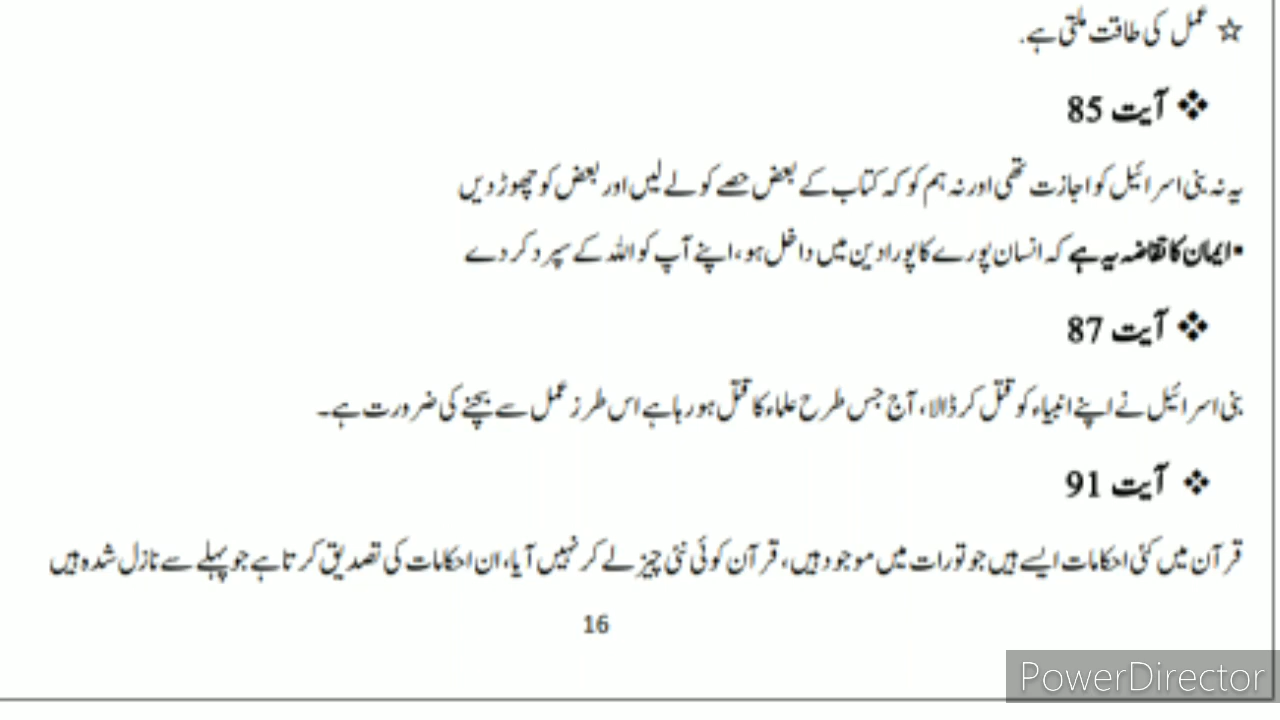 ☆ عمل کی طاقت ملتی ہے.
❖ آیت 85
یہ نہ بنی اسرائیل کو اجازت تھی اور نہ ہم کو کہ کتاب کے بعض حصے کو لے لیں اور بعض کو چھوڑ دیں
▪ایمان کا تقاضہ یہ ہے کہ انسان پورے کا پورا دین میں داخل ہو، اپنے آپ کو اللہ کے سپرد کر دے
❖ آیت 87
بنی اسرائیل نے اپنے انبیاء کو قتل کر ڈالا، آج جس طرح علماء کا قتل ہو رہا ہے اس طرز عمل سے بچنے کی ضرورت ہے۔
❖ آیت 91
قرآن میں کئی احکامات ایسے ہیں جو تورات میں موجود ہیں، قرآن کوئی نئی چیز لے کر نہیں آیا، ان احکامات کی تصدیق کرتا ہے جو پہلے سے نازل شدہ ہیں
16
PowerDirector